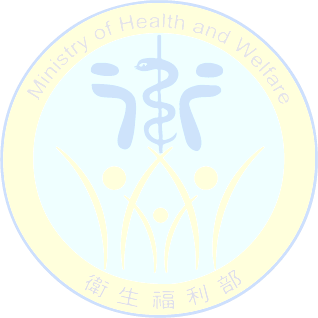 Ministry of Health and Welfare
衛生福利部